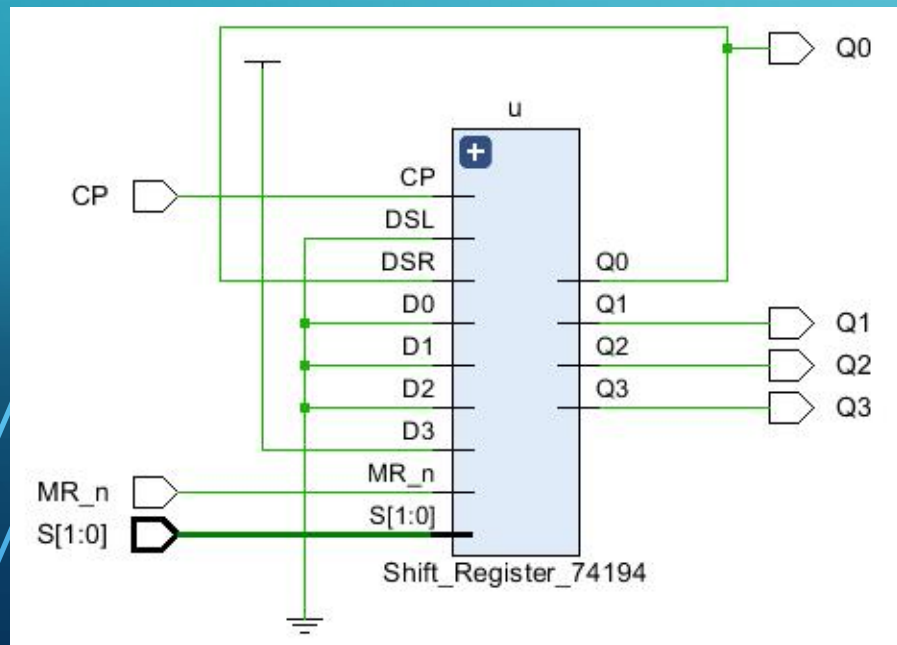 Q0
u
CP
CP
DSL
DSR
Q0
D0
Q1
Q1
D1
Q2
Q2
D2
Q3
Q3
D3
MR_n
MR_n
S[1:0]
S[1:0]
Shift_Register_74194